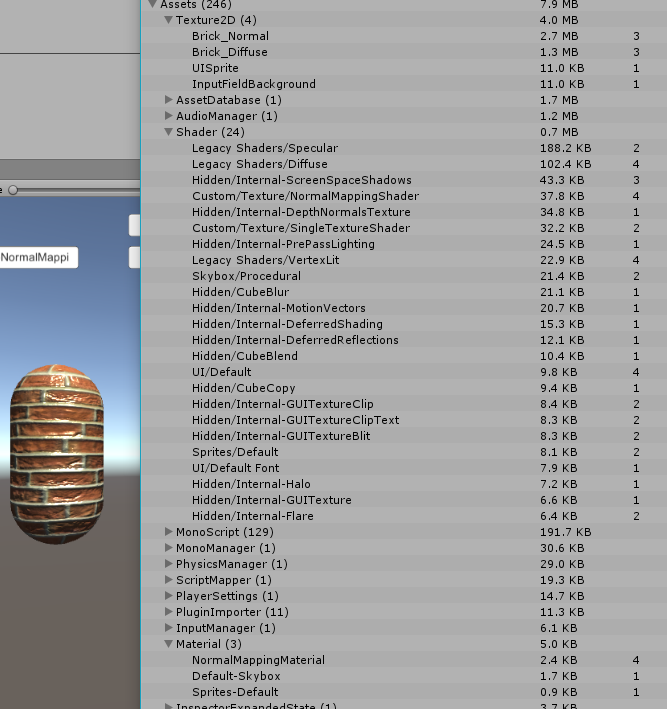 Assets (246) 7.9 MB
Texture2D (4) 4.0 MB
Brick_Normal 2.7 MB 3
Brick_Diffuse 1.3 MB 3
UISprite 11.0 KB 1
InputFieldBackground 11.0 KB 1
AssetDatabase (1) 1.7 MB
AudioManager (1) 1.2 MB
Shader (24) 0.7 MB
Legacy Shaders/Specular 188.2 KB 2
Legacy Shaders/Diffuse 102.4 KB 4
Hidden/Internal-ScreenSpaceShadows 43.3 KB 3
Custom/Texture/NormalMappingShader 37.8 KB 4
Hidden/Internal-DepthNormalsTexture 34.8 KB 1
Custom/Texture/SingleTextureShader 32.2 KB 2
Hidden/Internal-PrePassLighting 24.5 KB 1
NormalMappi
Legacy Shaders/VertexLit 22.9 KB 4
Skybox/Procedural 21.4 KB 2
Hidden/CubeBlur 21.1 KB 1
Hidden/Internal-MotionVectors 20.7 KB 1
Hidden/Internal-DeferredShading 15.3 KB 1
Hidden/Internal-DeferredReflections 12.1 KB 1
Hidden/CubeBlend 10.4 KB 1
UI/Default 9.8 KB 4
Hidden/CubeCopy 9.4 KB 1
Hidden/Internal-GUITextureClip 8.4 KB 2
Hidden/Internal-GUITextureClipText 8.3 KB 2
Hidden/Internal-GUITextureBlit 8.3 KB 2
Sprites/Default 8.1 KB 2
UI/Default Font 7.9 KB 1
Hidden/Internal-Halo 7.2 KB 1
Hidden/Internal-GUITexture 6.6 KB 1
Hidden/Internal-Flare 6.4 KB 2
MonoScript (129) 191.7 KB
MonoManager (1) 30.6 KB
PhysicsManager (1) 29.0 KB
ScriptMapper (1) 19.3 KB
PlayerSettings (1) 14.7 KB
PluginImporter (11) 11.3 KB
InputManager (1) 6.1 KB
Material (3) 5.0 KB
NormalMappingMaterial 2.4 KB 4
Default-Skybox 1.7 KB 1
Sprites-Default 0.9 KB 1
InspectorExpandedState (1) 3.7 KB